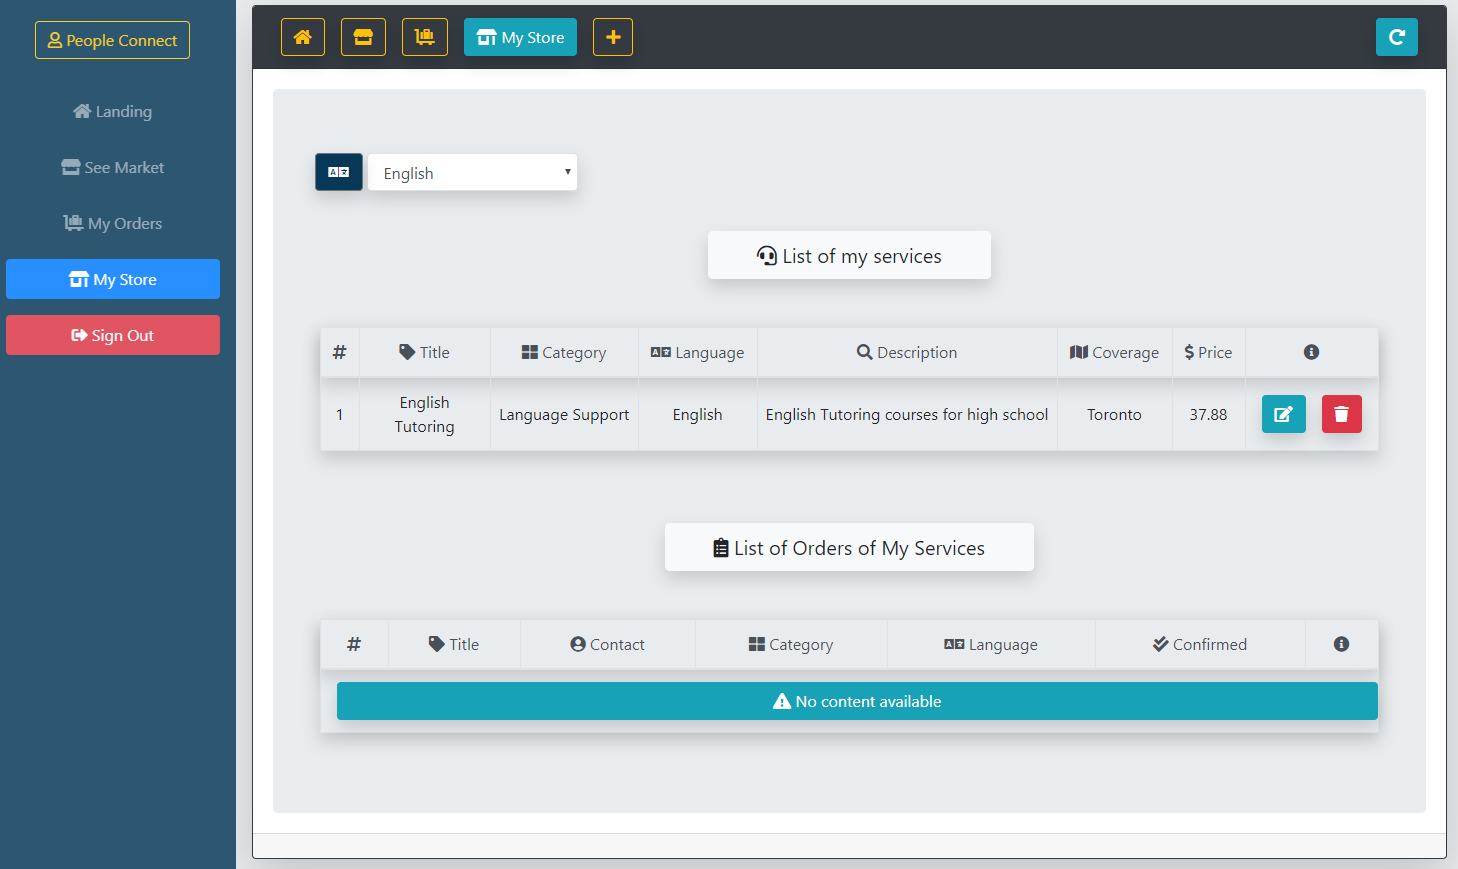 People Connect
Landing
See Market
My Orders
My Store
Sign Out
My Store
English
List of my services
# Title Category Language Description Coverage $ Price
1 English Tutoring Language Support English English Tutoring courses for high school Toronto 37.88
List of Orders of My Services
# Title Contact Category Language Confirmed
No content available